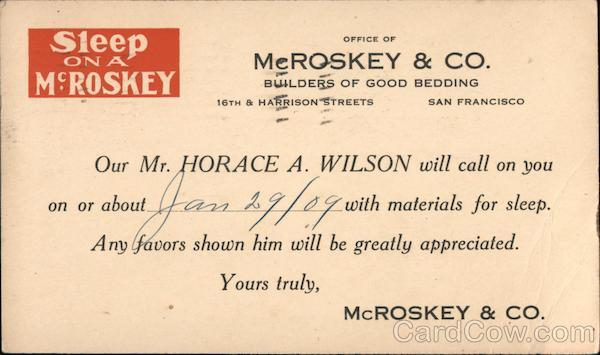 Sleep
ON A
McROSKEY
OFFICE OF
McROSKEY & CO.
BUILDERS OF GOOD BEDDING
16TH & HARRISON STREETS SAN FRANCISCO
Our Mr. HORACE A. WILSON will call on you
on or about Jan 29/09 with materials for sleep.
Any favors shown him will be greatly appreciated.
Yours truly,
McROSKEY & CO.
CardCow.com